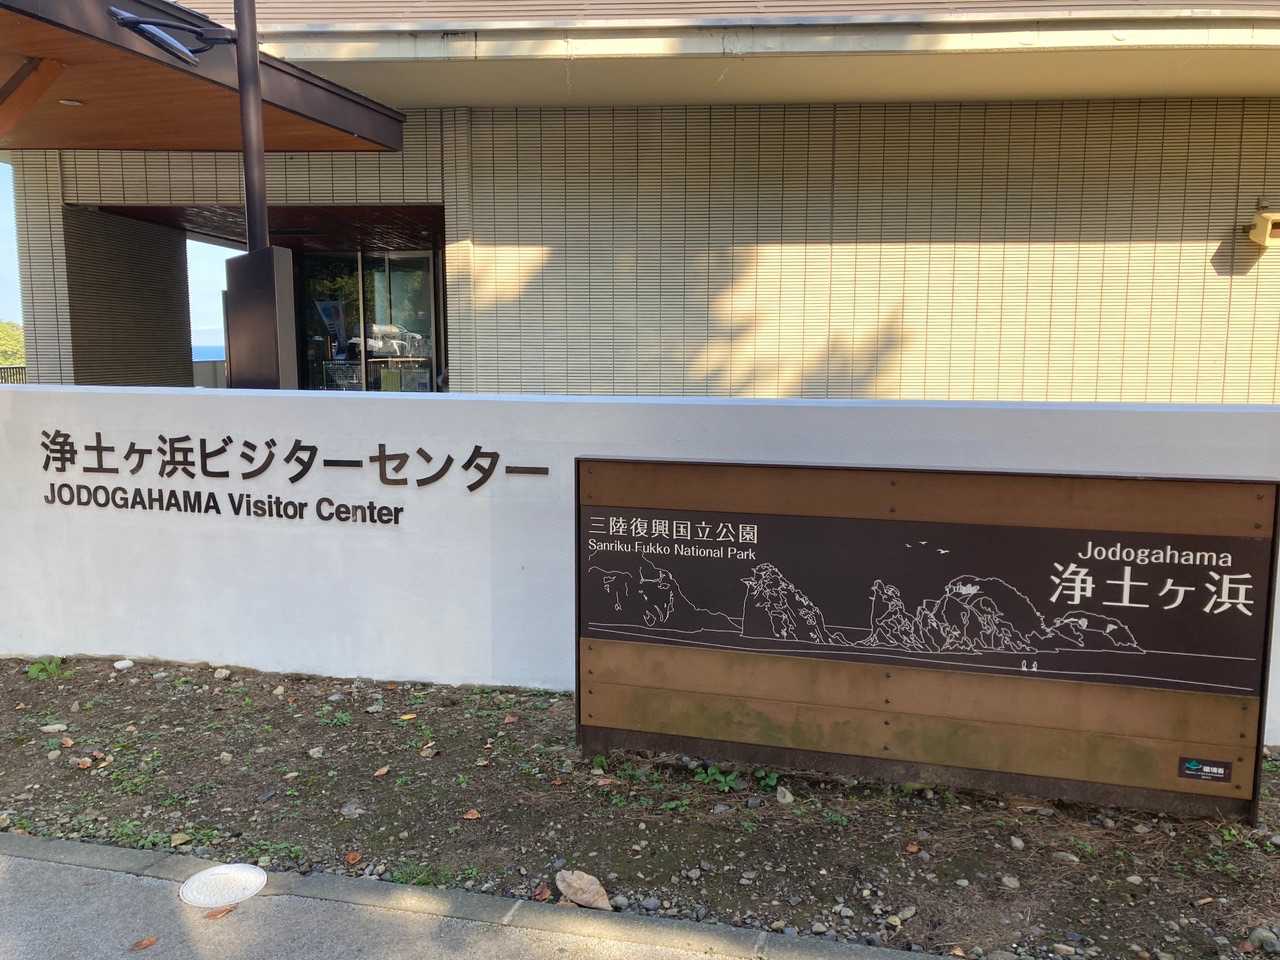 浄土ヶ浜ビジターセンター
JODOGAHAMA Visitor Center
三陸復興国立公園
Sanriku Fukko National Park
Jodogahama
浄土ヶ浜
環境省